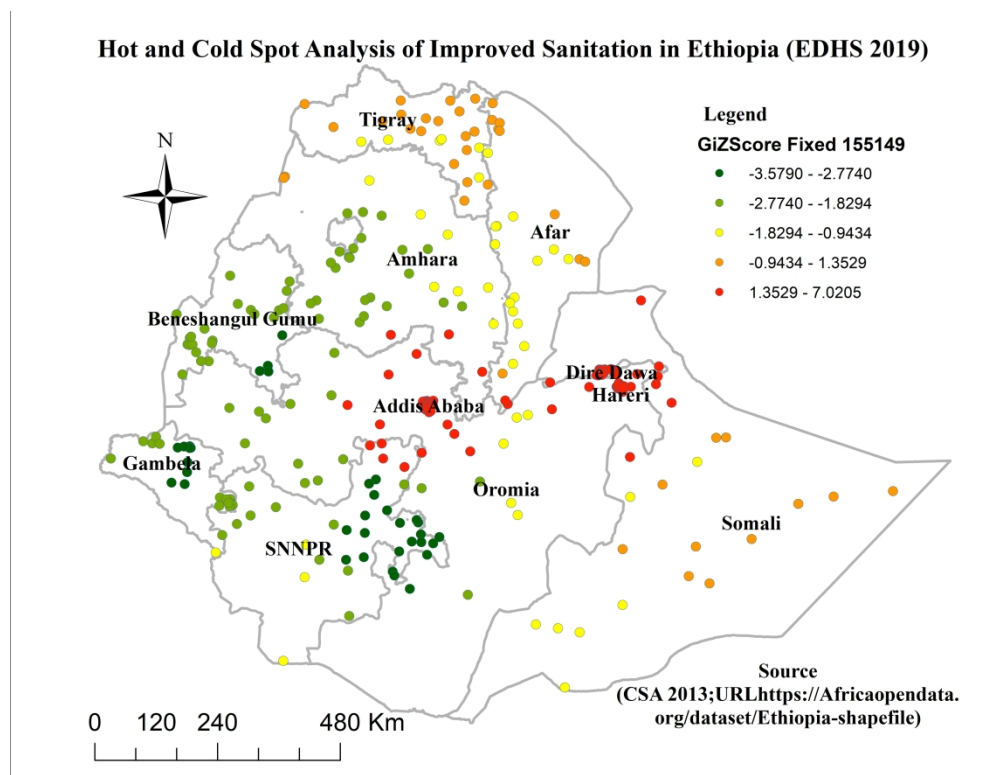 Hot and Cold Spot Analysis of Improved Sanitation in Ethiopia (EDHS 2019)
Legend
GiZScore Fixed 155149
-3.5790 - -2.7740
-2.7740 - -1.8294
-1.8294 - -0.9434
-0.9434 - 1.3529
1.3529 - 7.0205
N
Tigray
Afar
Amhara
Beneshangul Gumu
Dire Dawa
Hareri
Addis Ababa
Gambela
Oromia
Somali
SNNPR
Source
(CSA 2013;URLhttps://Africaopendata.
org/dataset/Ethiopia-shapefile)
0 120 240 480 Km